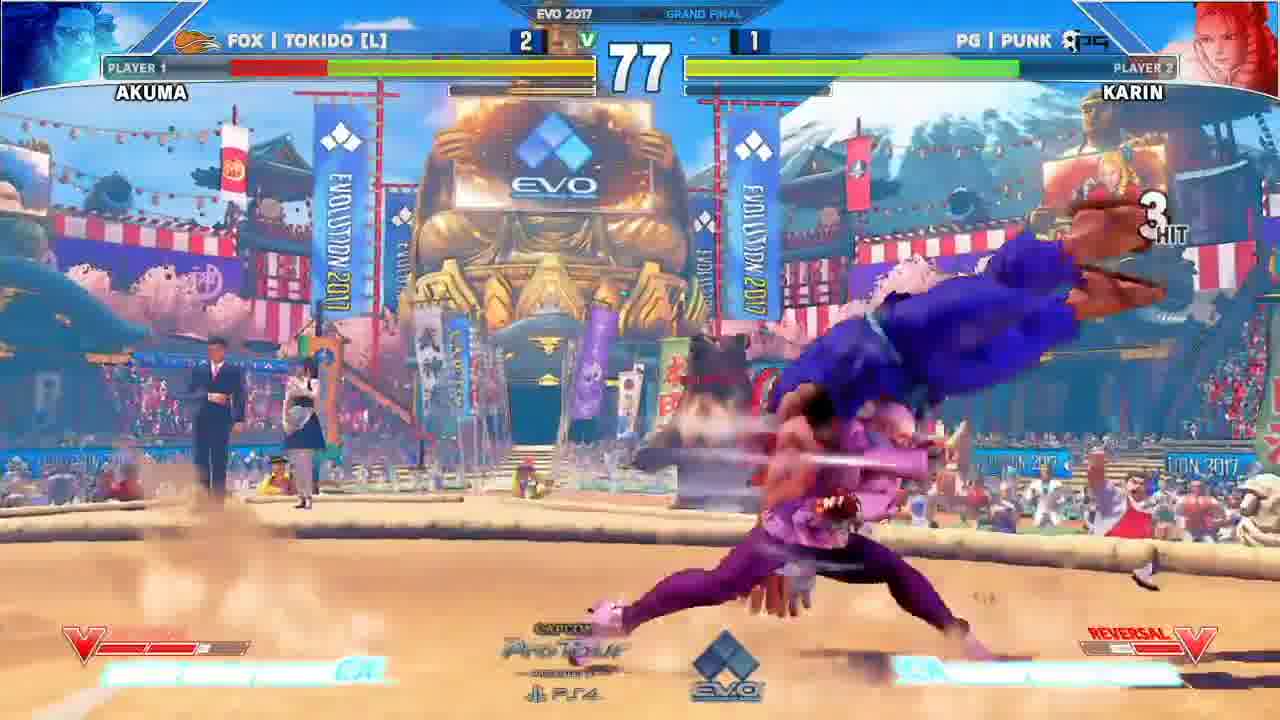 EVO 2017 GRAND FINAL
FOX | TOKIDO [L] 2 V 77 1 PG | PUNK
PLAYER 1 PLAYER 2
AKUMA KARIN
EVO
EVOLUTION 2017
EVOLUTION 2017
3 HIT
REVERSAL
CAPCOM
PRO TOUR
PS4
EVO